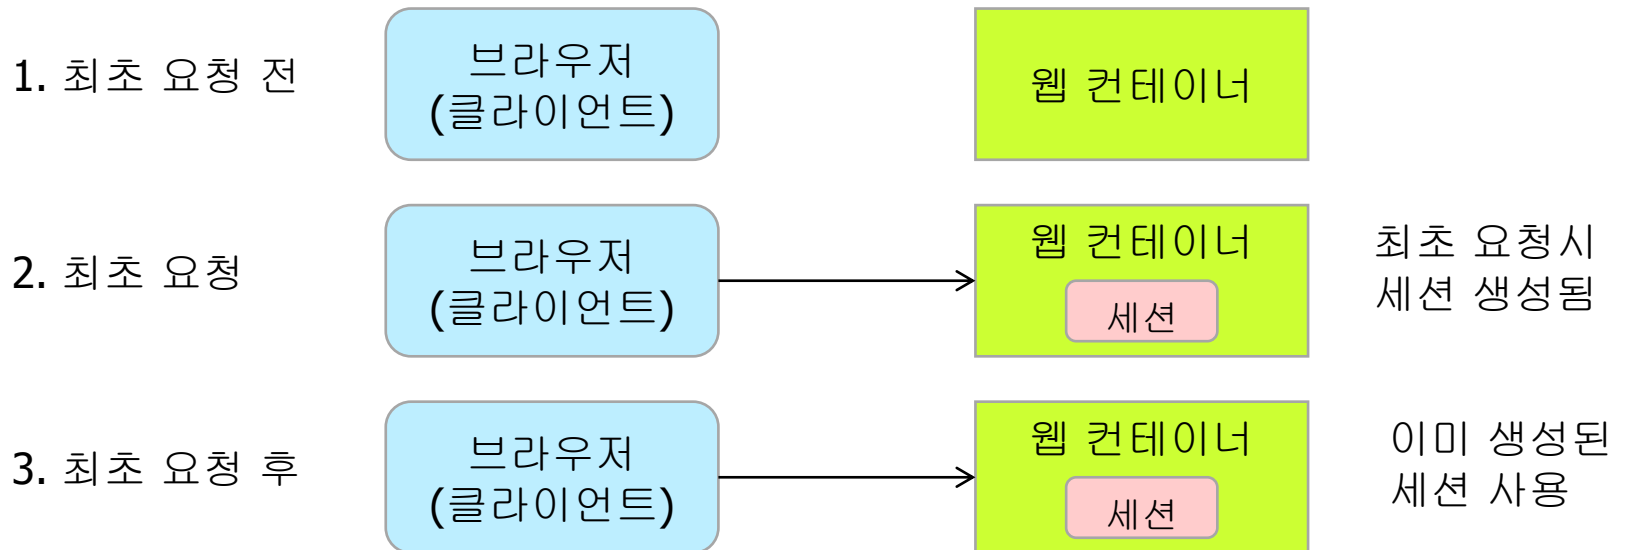 1. 최초 요청 전
브라우저
(클라이언트)
웹 컨테이너
2. 최초 요청
브라우저
(클라이언트)
웹 컨테이너
세션
최초 요청시
세션 생성됨
3. 최초 요청 후
브라우저
(클라이언트)
웹 컨테이너
세션
이미 생성된
세션 사용